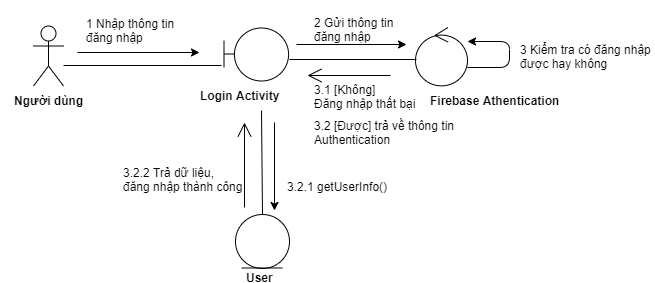 1 Nhập thông tin
đăng nhập
2 Gửi thông tin
đăng nhập
3 Kiểm tra có đăng nhập
được hay không
Người dùng
Login Activity
3.1 [Không]
Đăng nhập thất bại
Firebase Athentication
3.2 [Được] trả về thông tin
Authentication
3.2.2 Trả dữ liệu,
đăng nhập thành công
3.2.1 getUserInfo()
User